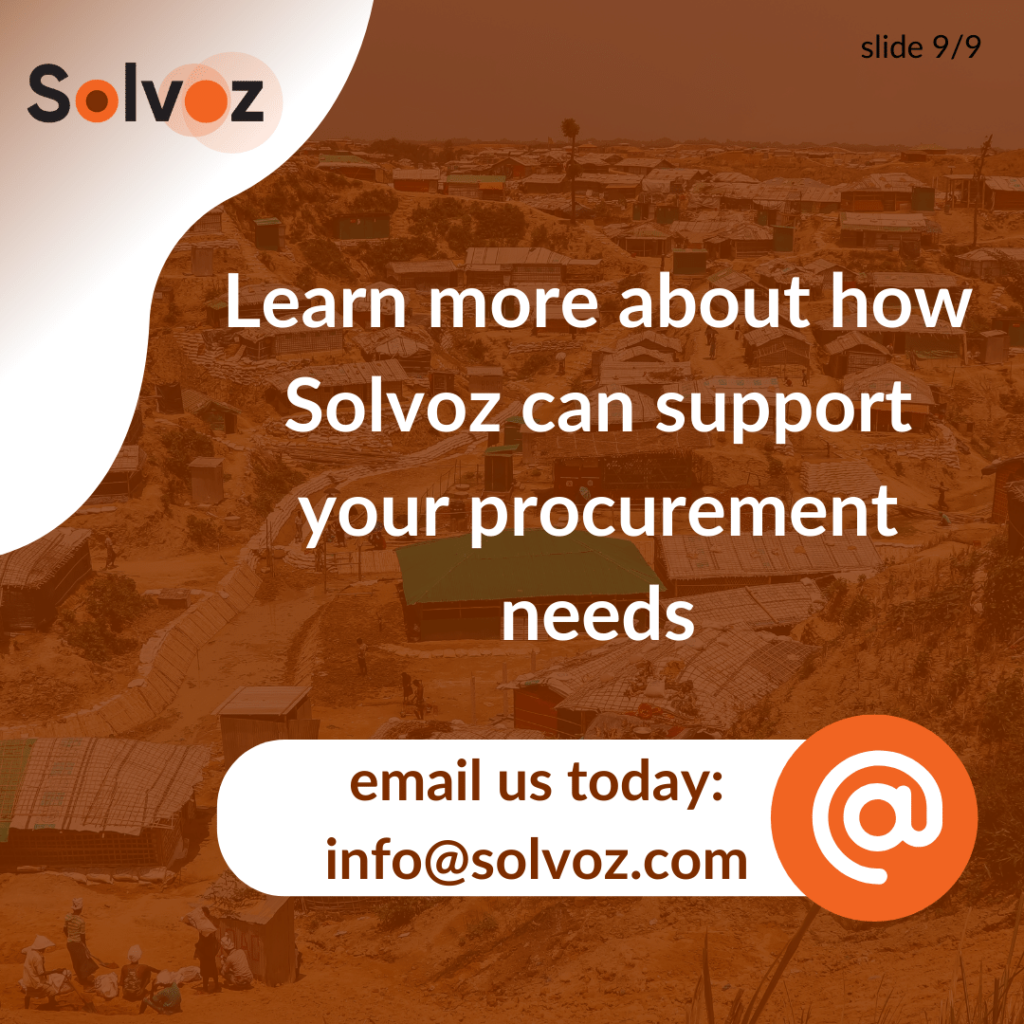 Solvoz
slide 9/9
Learn more about how
Solvoz can support
your procurement
needs
email us today:
info@solvoz.com
@